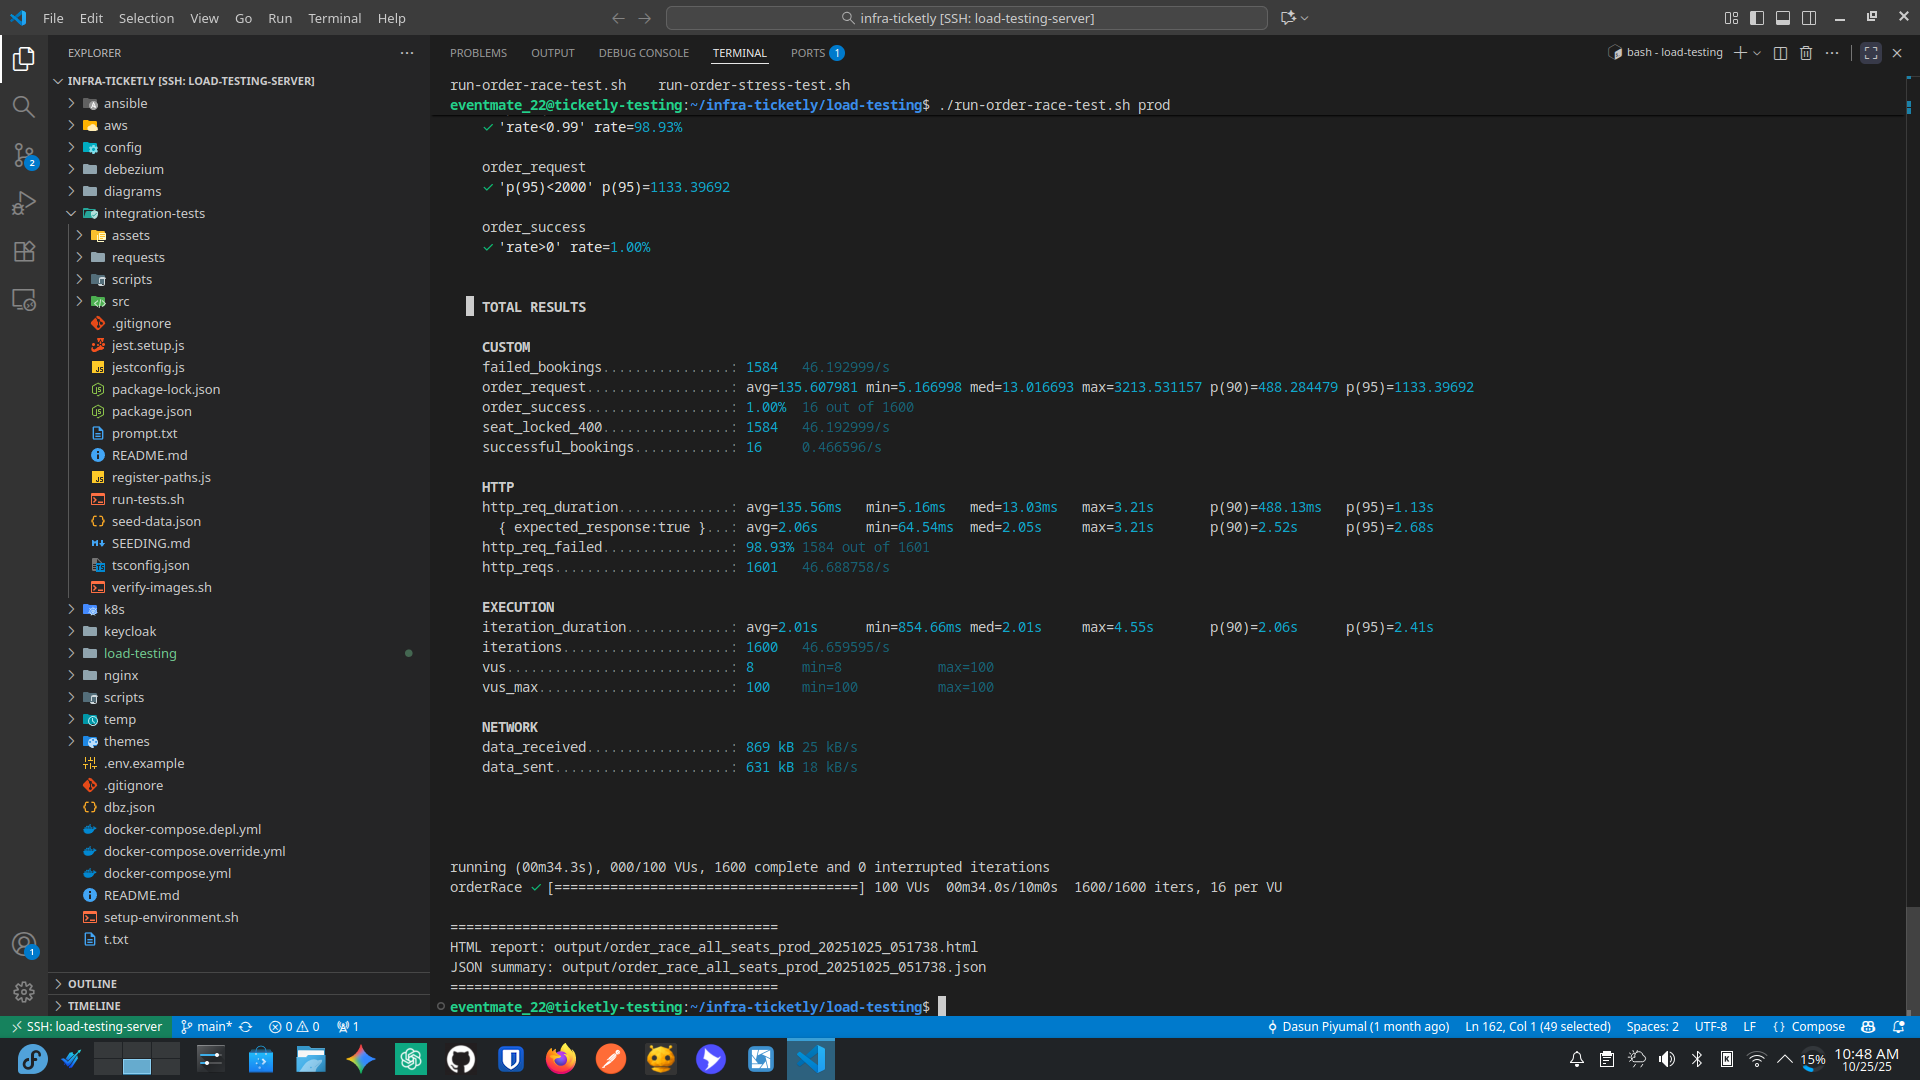 File Edit Selection View Go Run Terminal Help
infra-ticketly [SSH: load-testing-server]
EXPLORER
PROBLEMS OUTPUT DEBUG CONSOLE TERMINAL PORTS 1
bash - load-testing
INFRA-TICKETLY [SSH: LOAD-TESTING-SERVER]
ansible
aws
config
debezium
diagrams
integration-tests
assets
requests
scripts
src
.gitignore
jest.setup.js
jestconfig.js
package-lock.json
package.json
prompt.txt
README.md
register-paths.js
run-tests.sh
seed-data.json
SEEDING.md
tsconfig.json
verify-images.sh
k8s
keycloak
load-testing
nginx
scripts
temp
themes
.env.example
.gitignore
dbz.json
docker-compose.depl.yml
docker-compose.override.yml
docker-compose.yml
README.md
setup-environment.sh
t.txt
OUTLINE
TIMELINE
2
1
run-order-race-test.sh run-order-stress-test.sh
eventmate_22@ticketly-testing:~/infra-ticketly/load-testing$ ./run-order-race-test.sh prod
✓ 'rate<0.99' rate=98.93%
order_request
✓ 'p(95)<2000' p(95)=1133.39692
order_success
✓ 'rate>0' rate=1.00%
TOTAL RESULTS
CUSTOM
failed_bookings................: 1584 46.192999/s
order_request..................: avg=135.607981 min=5.166998 med=13.016693 max=3213.531157 p(90)=488.284479 p(95)=1133.39692
order_success..................: 1.00% 16 out of 1600
seat_locked_400................: 1584 46.192999/s
successful_bookings............: 16 0.466596/s
HTTP
http_req_duration..............: avg=135.56ms min=5.16ms med=13.03ms max=3.21s p(90)=488.13ms p(95)=1.13s
{ expected_response:true }...: avg=2.06s min=64.54ms med=2.05s max=3.21s p(90)=2.52s p(95)=2.68s
http_req_failed................: 98.93% 1584 out of 1601
http_reqs......................: 1601 46.688758/s
EXECUTION
iteration_duration.............: avg=2.01s min=854.66ms med=2.01s max=4.55s p(90)=2.06s p(95)=2.41s
iterations.....................: 1600 46.659595/s
vus............................: 8 min=8 max=100
vus_max........................: 100 min=100 max=100
NETWORK
data_received..................: 869 kB 25 kB/s
data_sent......................: 631 kB 18 kB/s
running (00m34.3s), 000/100 VUs, 1600 complete and 0 interrupted iterations
orderRace ✓ [======================================] 100 VUs 00m34.0s/10m0s 1600/1600 iters, 16 per VU
=========================================
HTML report: output/order_race_all_seats_prod_20251025_051738.html
JSON summary: output/order_race_all_seats_prod_20251025_051738.json
=========================================
eventmate_22@ticketly-testing:~/infra-ticketly/load-testing$
SSH: load-testing-server main* 0 0 1
Dasun Piyumal (1 month ago) Ln 162, Col 1 (49 selected) Spaces: 2 UTF-8 LF {} Compose
15% 10:48 AM
10/25/25